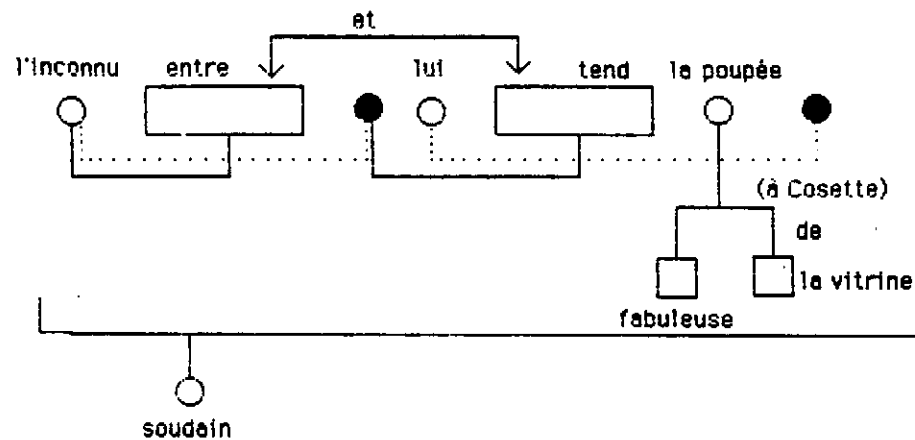 et
l'inconnu entre lui tend la poupée
(à Cosette)
de
la vitrine
fabuleuse
soudain